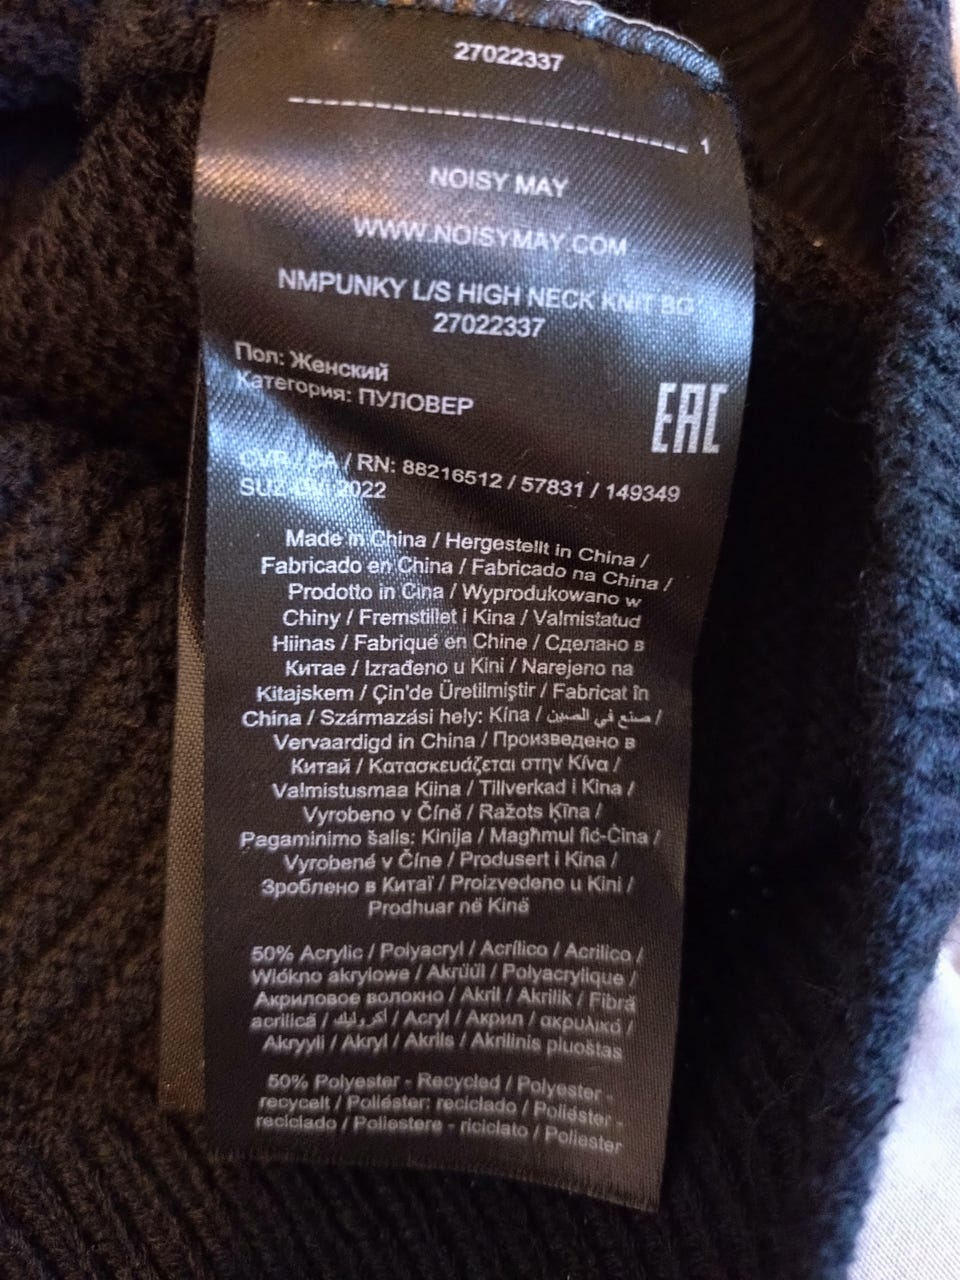 27022337
1
NOISY MAY
WWW.NOISYMAY.COM
NMPUNKY L/S HIGH NECK KNIT BG
27022337
Пол: Женский
Категория: ПУЛОВЕР
EAC
/ RN: 88216512 / 57831 / 149349
2022
Made in China / Hergestellt in China /
Fabricado en China / Fabricado na China /
Prodotto in Cina / Wyprodukowano w
Chiny / Fremstillet i Kina / Valmistatud
Hiinas / Fabriqué en Chine / Сделано в
Китае / Izrađeno u Kini / Narejeno na
Kitajskem / Çin'de Üretilmiştir / Fabricat în
China / Származási hely: Kína / صنع في الصين /
Vervaardigd in China / Произведено в
Китай / Κατασκευάζεται στην Κίνα /
Valmistusmaa Kiina / Tillverkad i Kina /
Vyrobeno v Číně / Ražots Ķīna /
Pagaminimo šalis: Kinija / Magħmul fiċ-Ċina /
Vyrobené v Číne / Produsert i Kina /
Зроблено в Китаї / Proizvedeno u Kini /
Prodhuar në Kinë
50% Acrylic / Polyacryl / Acrílico / Acrilico /
Włókno akrylowe / Akrüül / Polyacrylique /
Акриловое волокно / Akril / Akrilik / Fibră
acrilică / أكريليك / Acryl / Акрил / ακρυλικό /
Akryyli / Akryl / Akrils / Akrilinis pluoštas
50% Polyester - Recycled / Polyester -
recycelt / Poliéster: reciclado / Poliéster -
reciclado / Poliestere - riciclato / Poliester